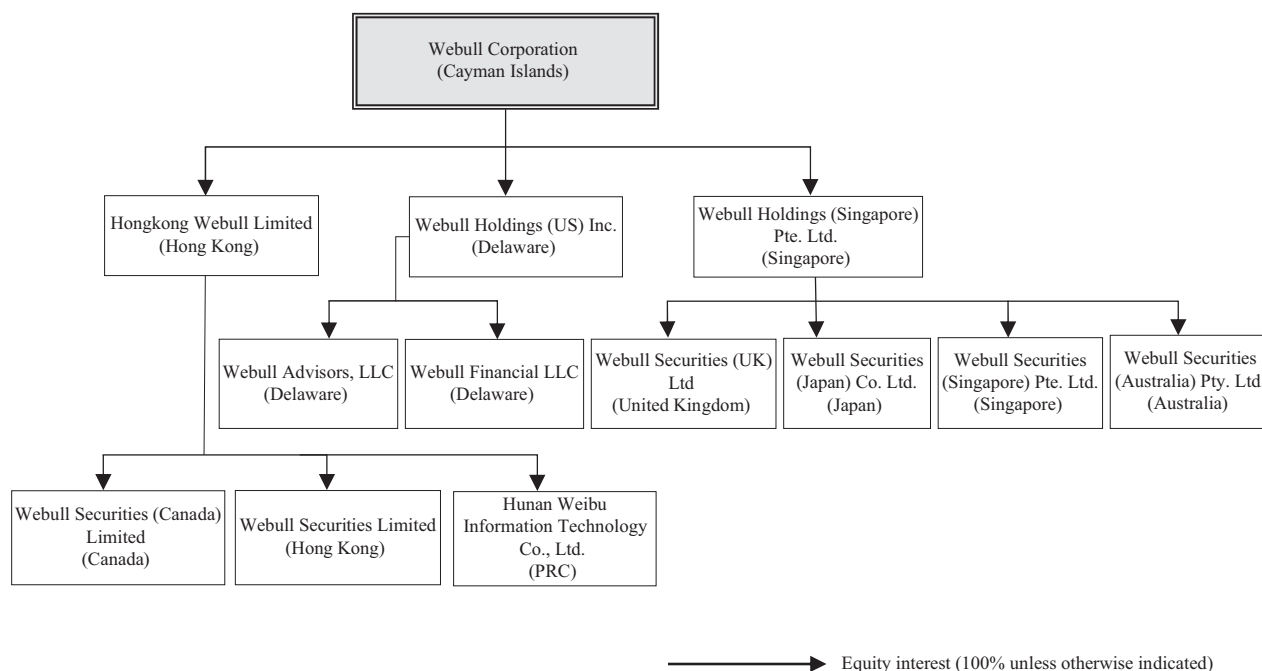 Webull Corporation
(Cayman Islands)
Hongkong Webull Limited
(Hong Kong)
Webull Holdings (US) Inc.
(Delaware)
Webull Holdings (Singapore)
Pte. Ltd.
(Singapore)
Webull Advisors, LLC
(Delaware)
Webull Financial LLC
(Delaware)
Webull Securities (UK)
Ltd
(United Kingdom)
Webull Securities
(Japan) Co. Ltd.
(Japan)
Webull Securities
(Singapore) Pte. Ltd.
(Singapore)
Webull Securities
(Australia) Pty. Ltd
(Australia)
Webull Securities (Canada)
Limited
(Canada)
Webull Securities Limited
(Hong Kong)
Hunan Weibu
Information Technology
Co., Ltd.
(PRC)
Equity interest (100% unless otherwise indicated)